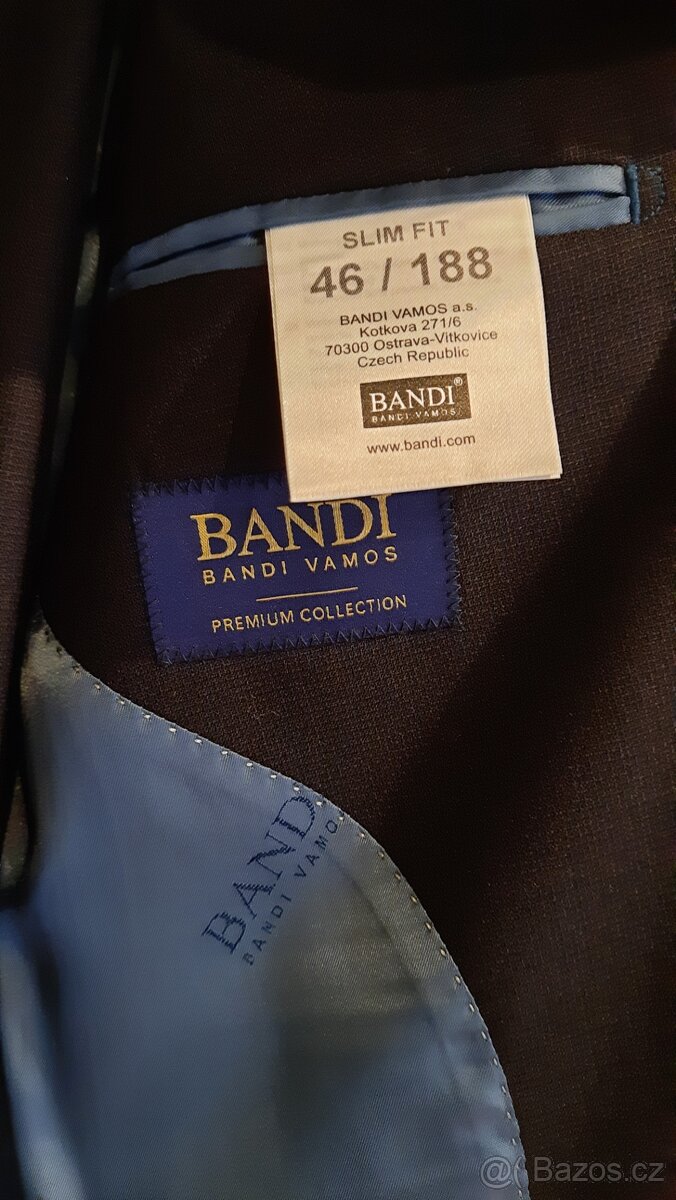 SLIM FIT
46 / 188
BANDI VAMOS a.s.
Kotkova 271/6
70300 Ostrava-Vitkovice
Czech Republic
BANDI®
BANDI VAMOS
www.bandi.com
BANDI
BANDI VAMOS
PREMIUM COLLECTION
BANDI
BANDI VAMO
@ Bazos.cz